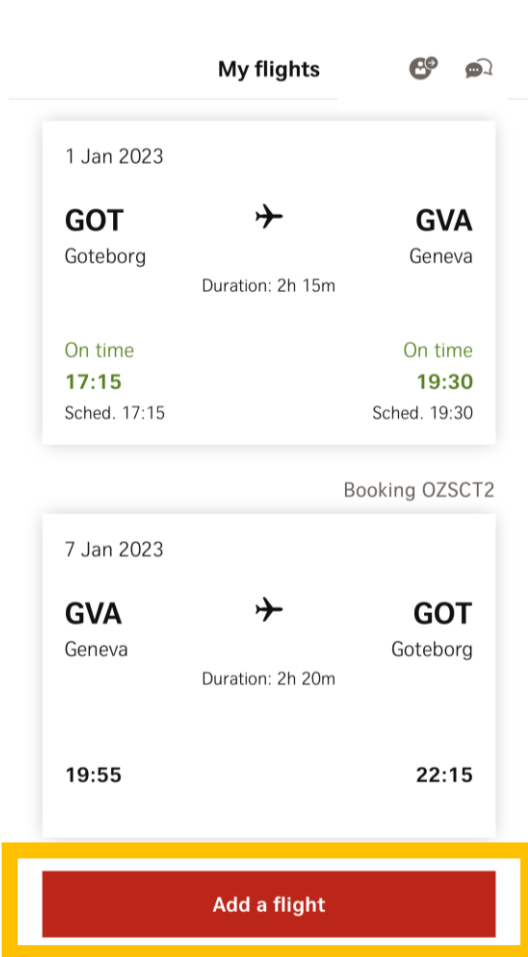 My flights
1 Jan 2023
GOT GVA
Goteborg Geneva
Duration: 2h 15m
On time On time
17:15 19:30
Sched. 17:15 Sched. 19:30
Booking OZSCT2
7 Jan 2023
GVA GOT
Geneva Goteborg
Duration: 2h 20m
19:55 22:15
Add a flight